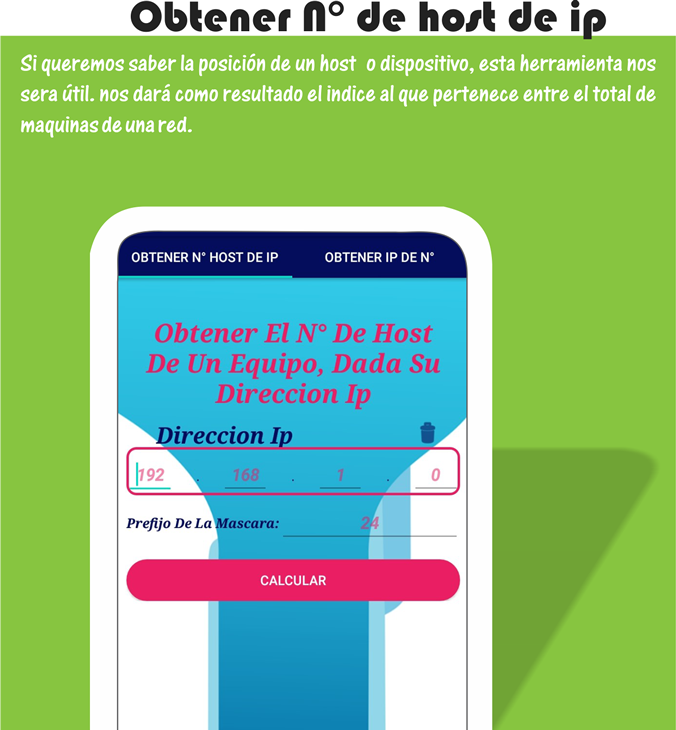 Obtener N° de host de ip
Si queremos saber la posición de un host o dispositivo, esta herramienta nos
sera útil. nos dará como resultado el indice al que pertenece entre el total de
maquinas de una red.
OBTENER N° HOST DE IP OBTENER IP DE N°
Obtener El N° De Host
De Un Equipo, Dada Su
Direccion Ip
Direccion Ip
192 . 168 . 1 . 0
Prefijo De La Mascara: 24
CALCULAR